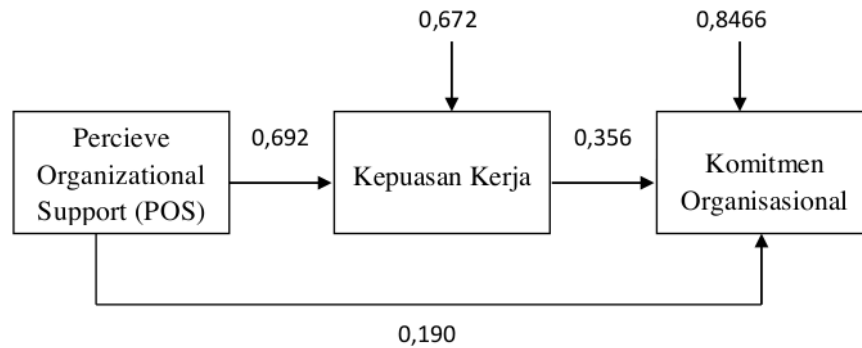 0,672
0,8466
Percieve
Organizational
Support (POS)
0,692
Kepuasan Kerja
0,356
Komitmen
Organisasional
0,190